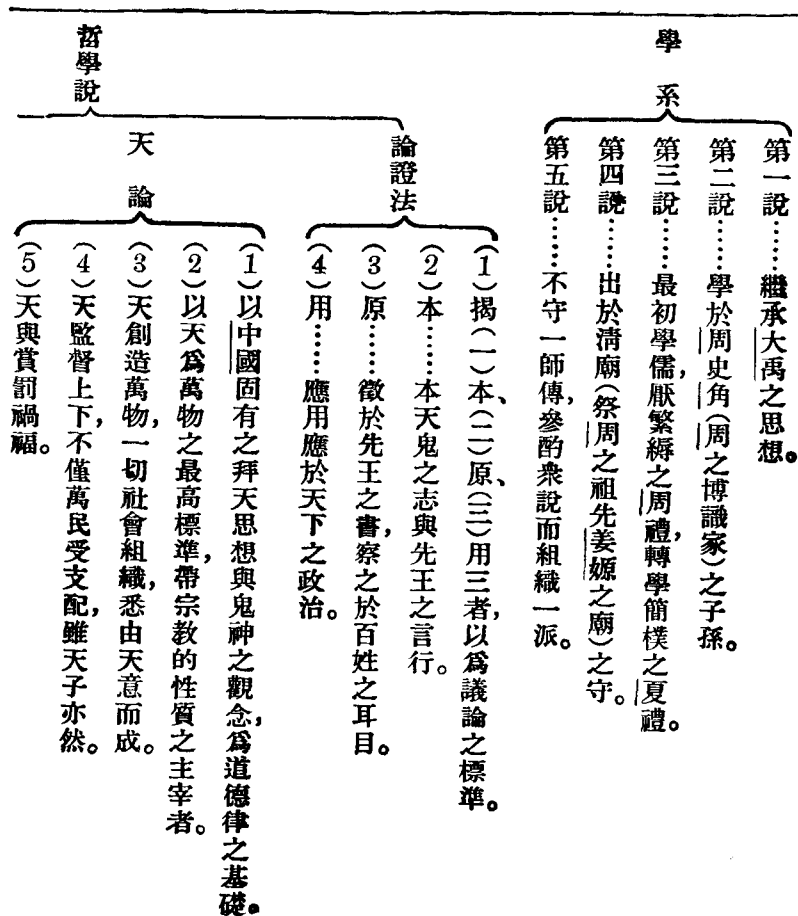 學系
第一說……繼承大禹之思想。
第二說……學於周史角(周之博識家)之子孫。
第三說……最初學儒,厭繁縟之周禮,轉學簡樸之夏禮。
第四說……出於淸廟(祭周之祖先姜嫄之廟)之守。
第五說……不守一師傳,參酌衆說而組織一派。
哲學說
論證法
(1)揭(一)本、(二)原(三)用三者,以爲議論之標準。
(2)本……本天鬼之志與先王之言行。
(3)原……徵於先王之書,察之於百姓之耳目。
(4)用……應用應於天下之政治。
天論
(1)以中國固有之拜天思想與鬼神之觀念,爲道德律之基礎。
(2)以天爲萬物之最高標準,帶宗教的性質之主宰者。
(3)天創造萬物,一切社會組織,悉由天意而成。
(4)天監督上下,不僅萬民受支配,雖天子亦然。
(5)天與賞罰禍福。